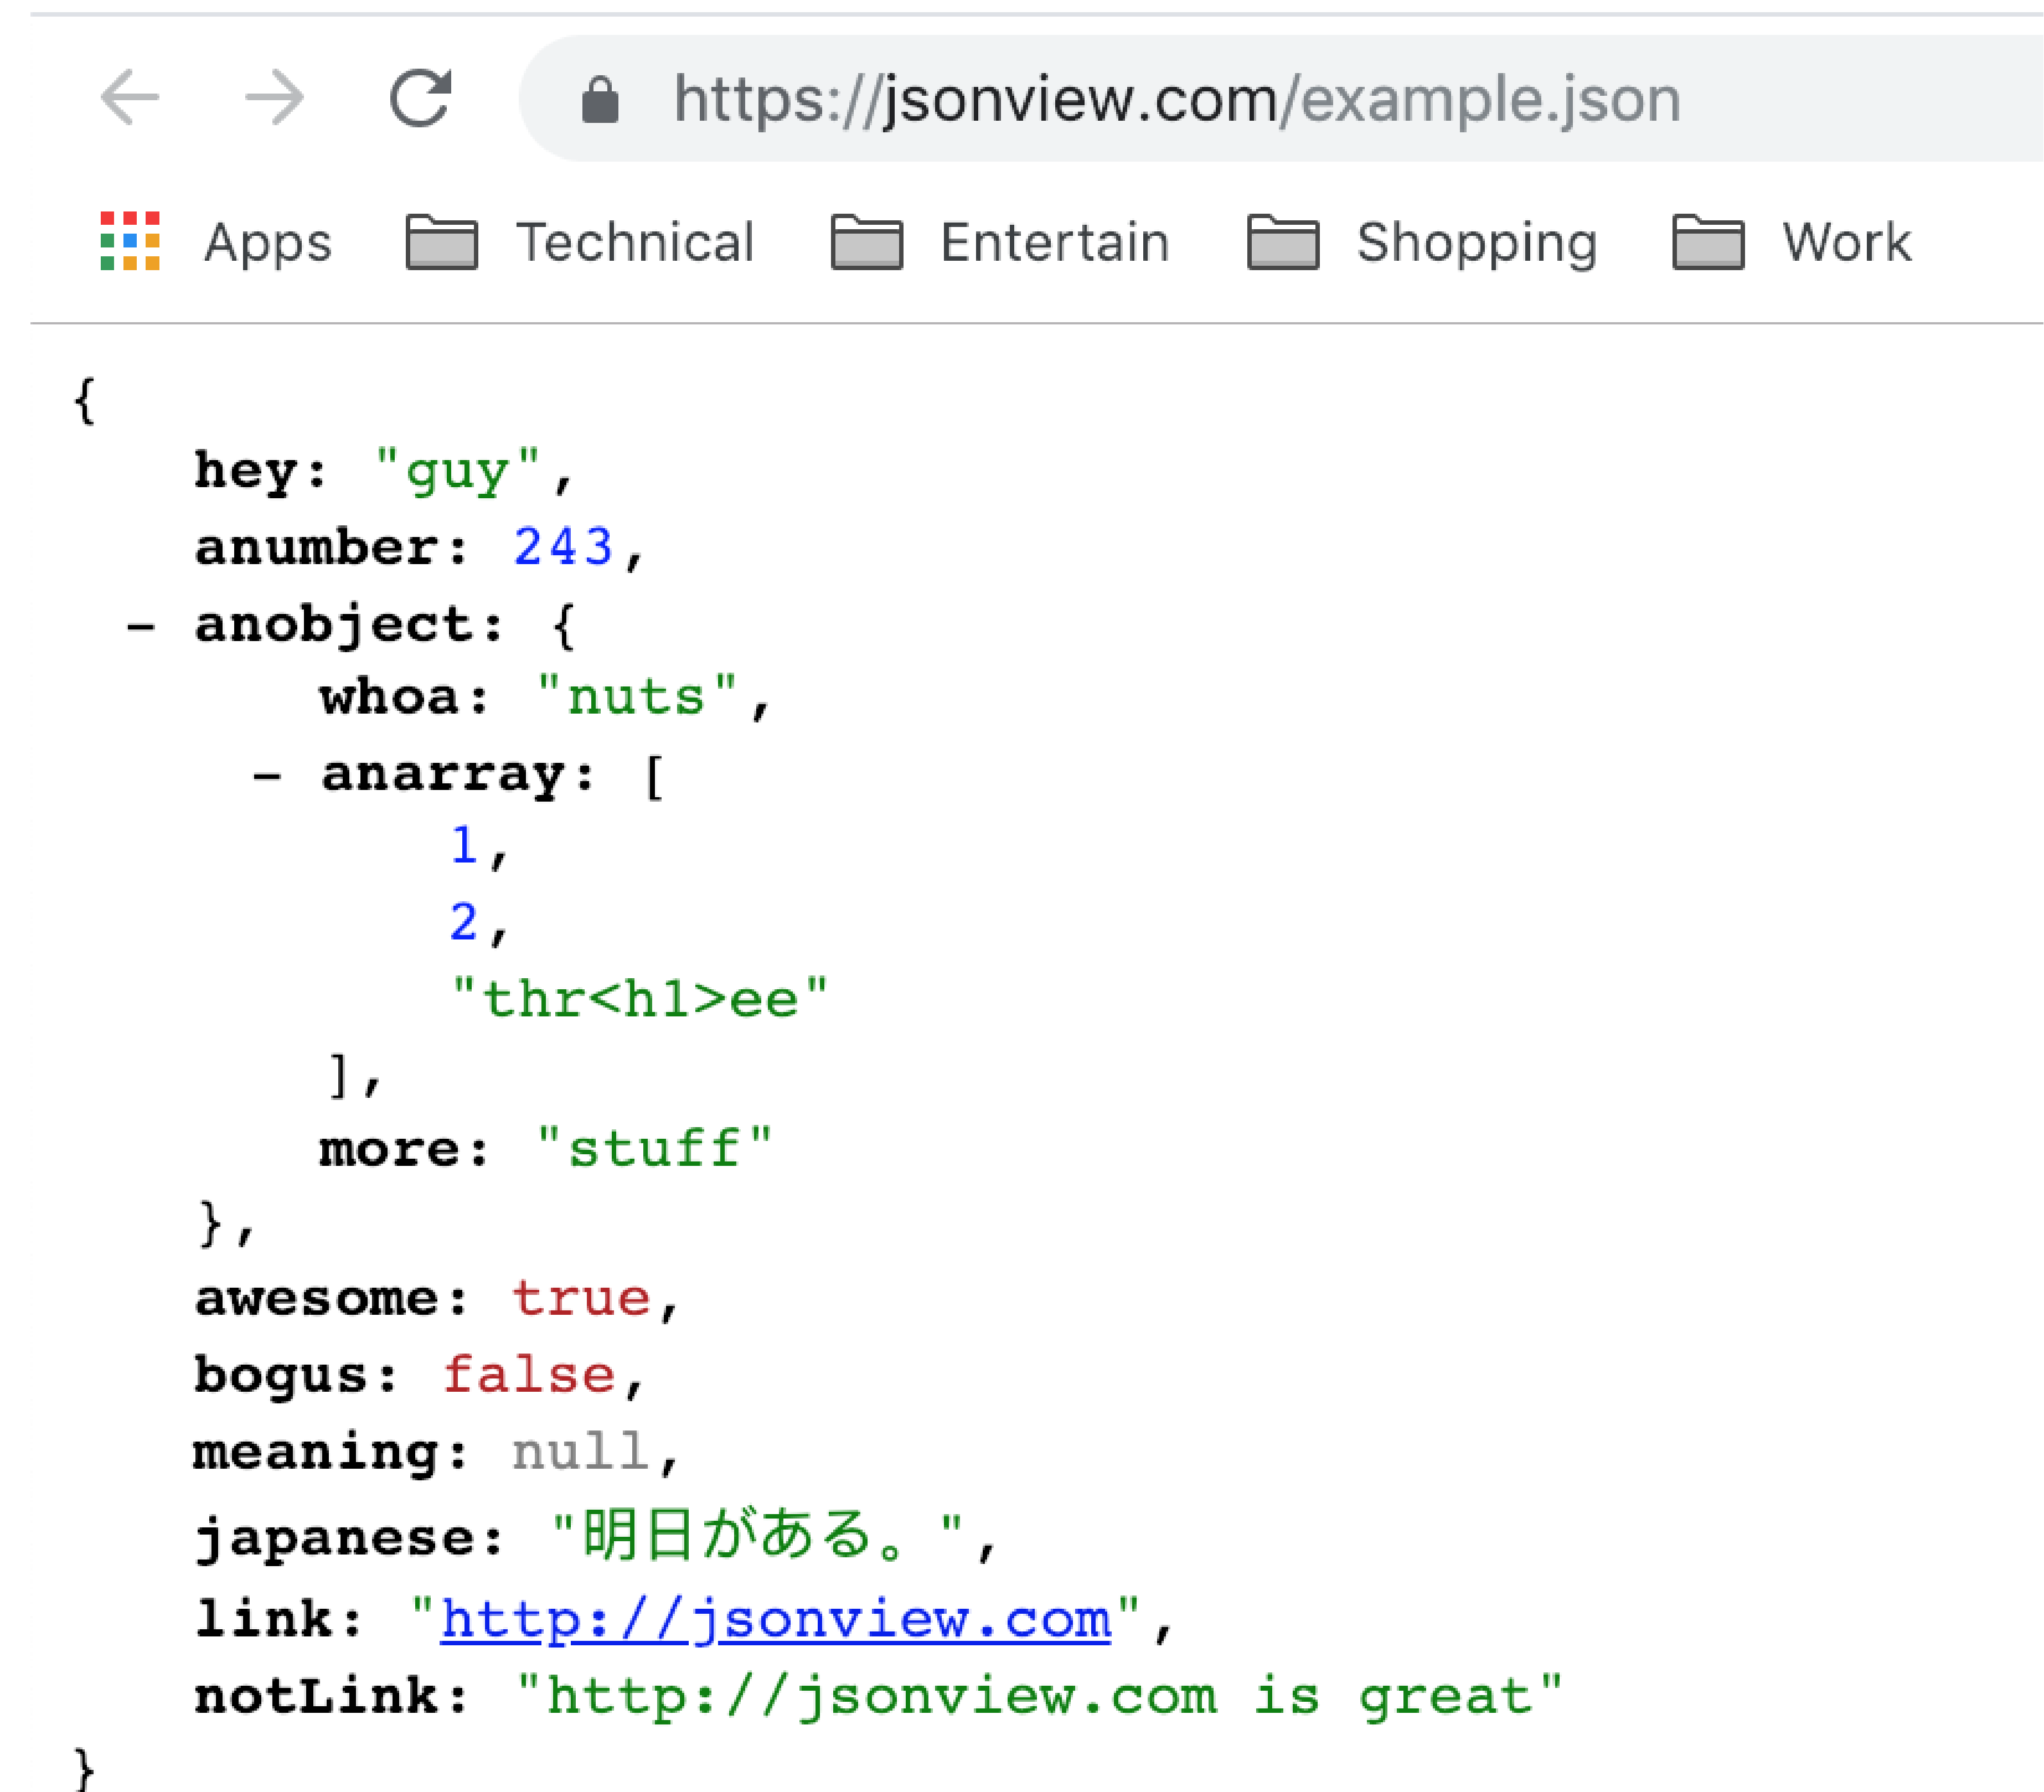 https://jsonview.com/example.json
Apps Technical Entertain Shopping Work
{
hey: "guy",
anumber: 243,
- anobject: {
whoa: "nuts",
- anarray: [
1,
2,
"thr<h1>ee"
],
more: "stuff"
},
awesome: true,
bogus: false,
meaning: null,
japanese: "明日がある。",
link: "http://jsonview.com",
notLink: "http://jsonview.com is great"
}